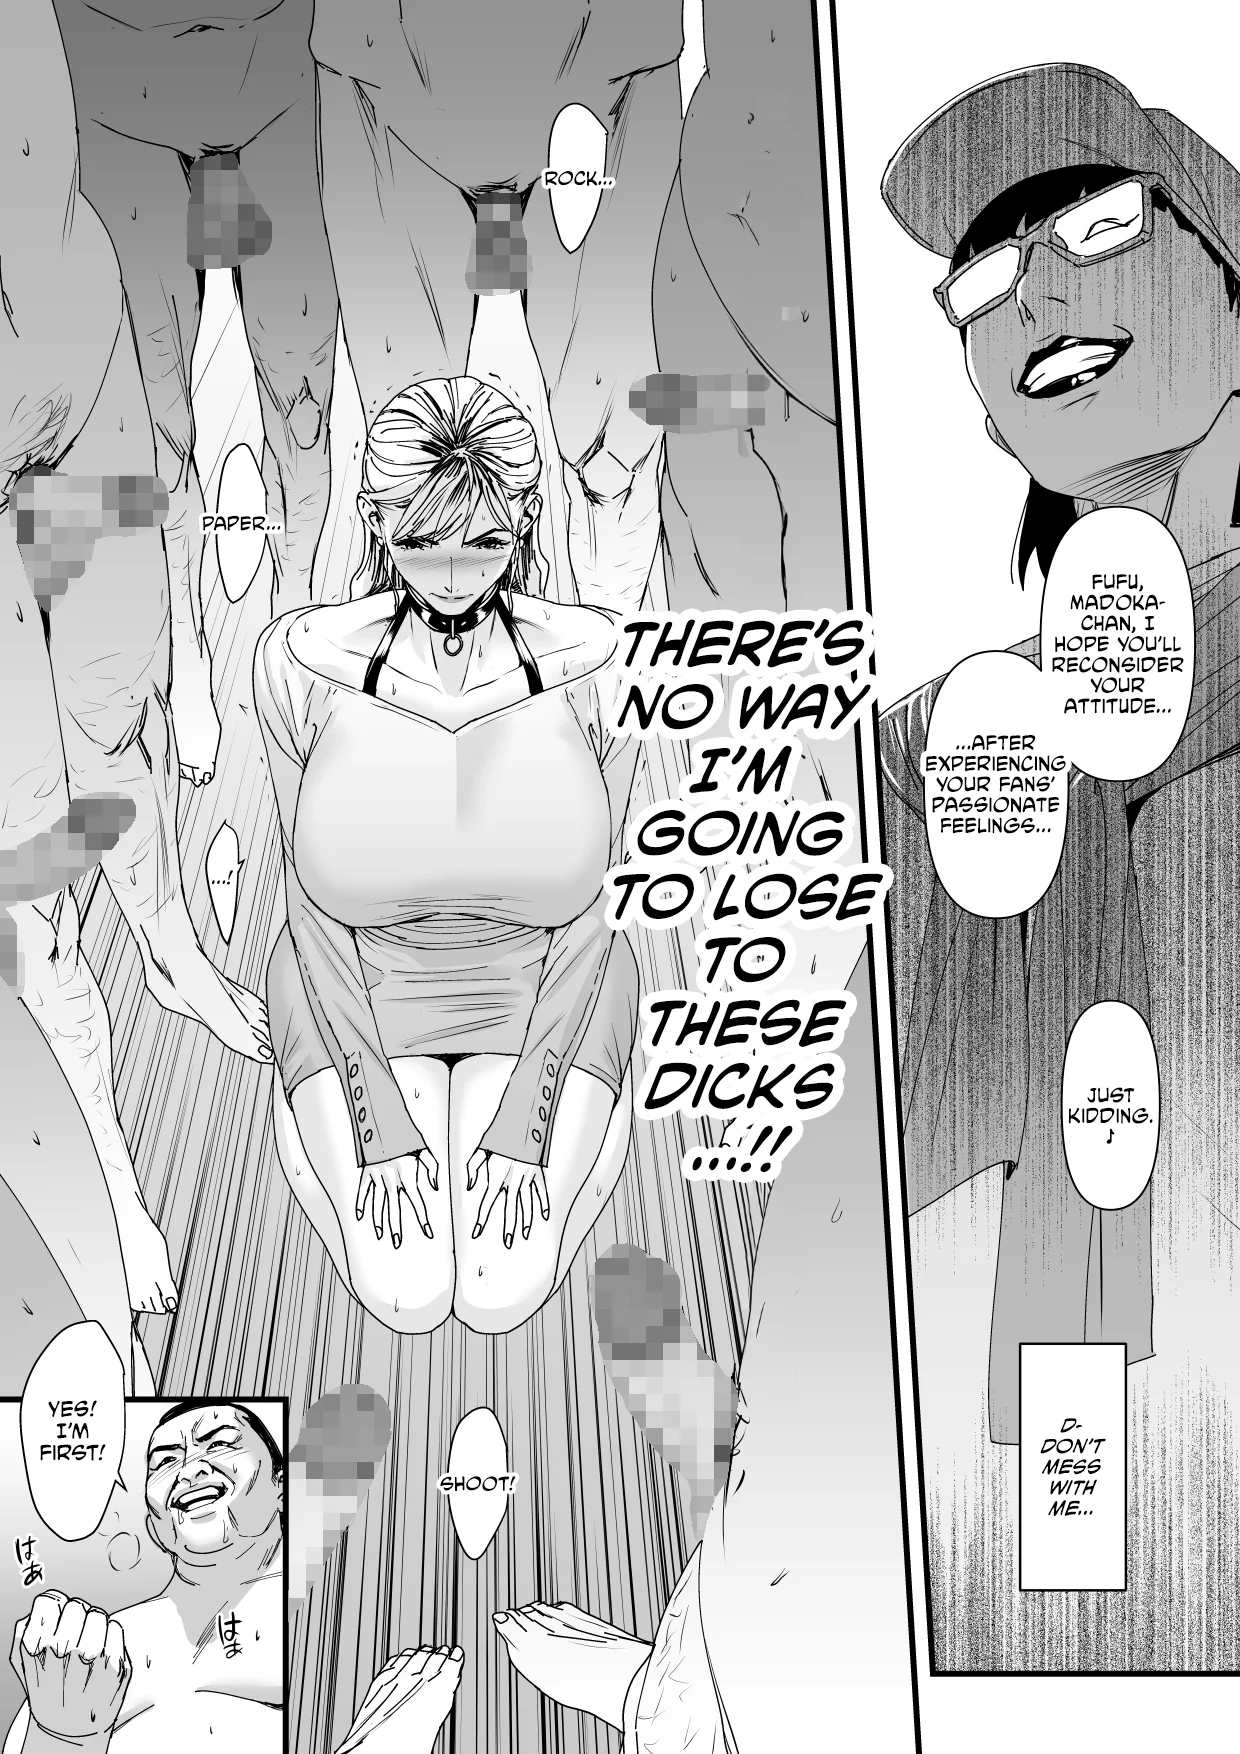 FUFU,
MADOKA-
CHAN, I
HOPE YOU'LL
RECONSIDER
YOUR
ATTITUDE...
...AFTER
EXPERIENCING
YOUR FANS'
PASSIONATE
FEELINGS...
JUST
KIDDING.
♪
D-
DON'T
MESS
WITH
ME...
ROCK...
PAPER...
...!
THERE'S
NO WAY
I'M
GOING
TO LOSE
TO
THESE
DICKS
...!!
SHOOT!
YES!
I'M
FIRST!
はぁ
はぁ